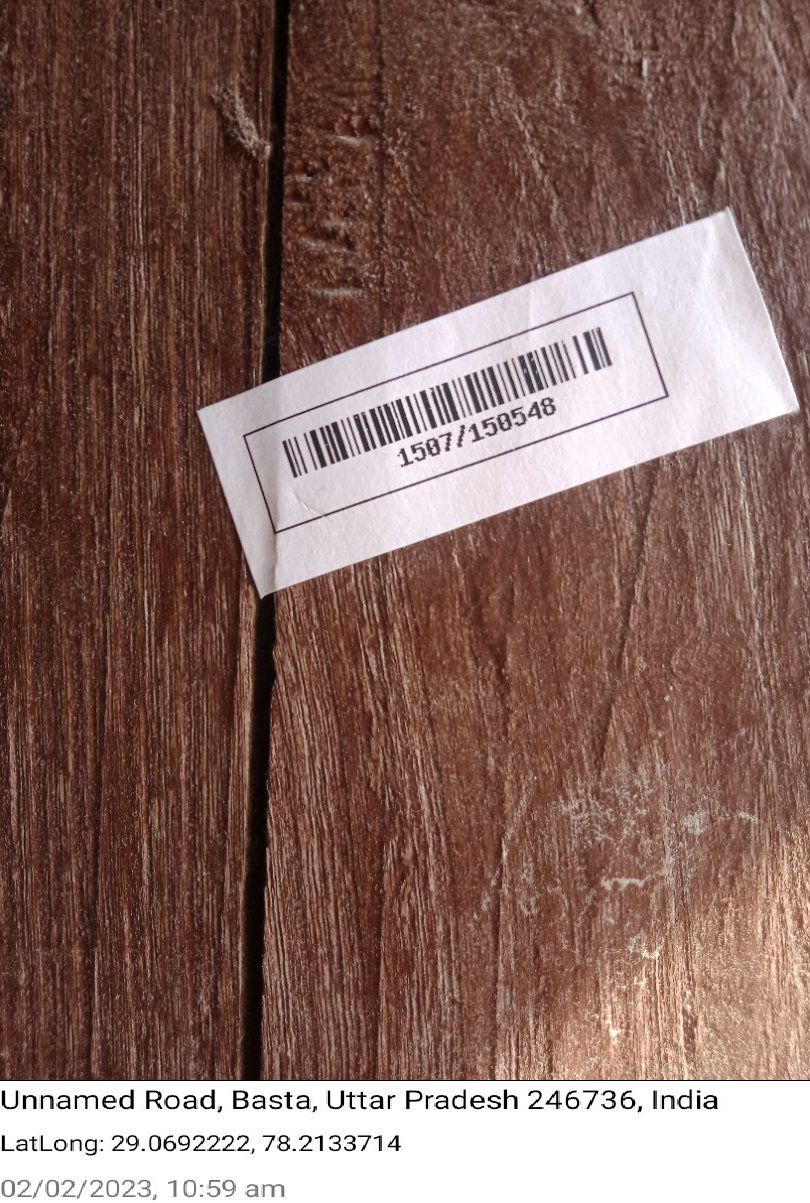 1507/150548
Unnamed Road, Basta, Uttar Pradesh 246736, India
LatLong: 29.0692222, 78.2133714
02/02/2023, 10:59 am